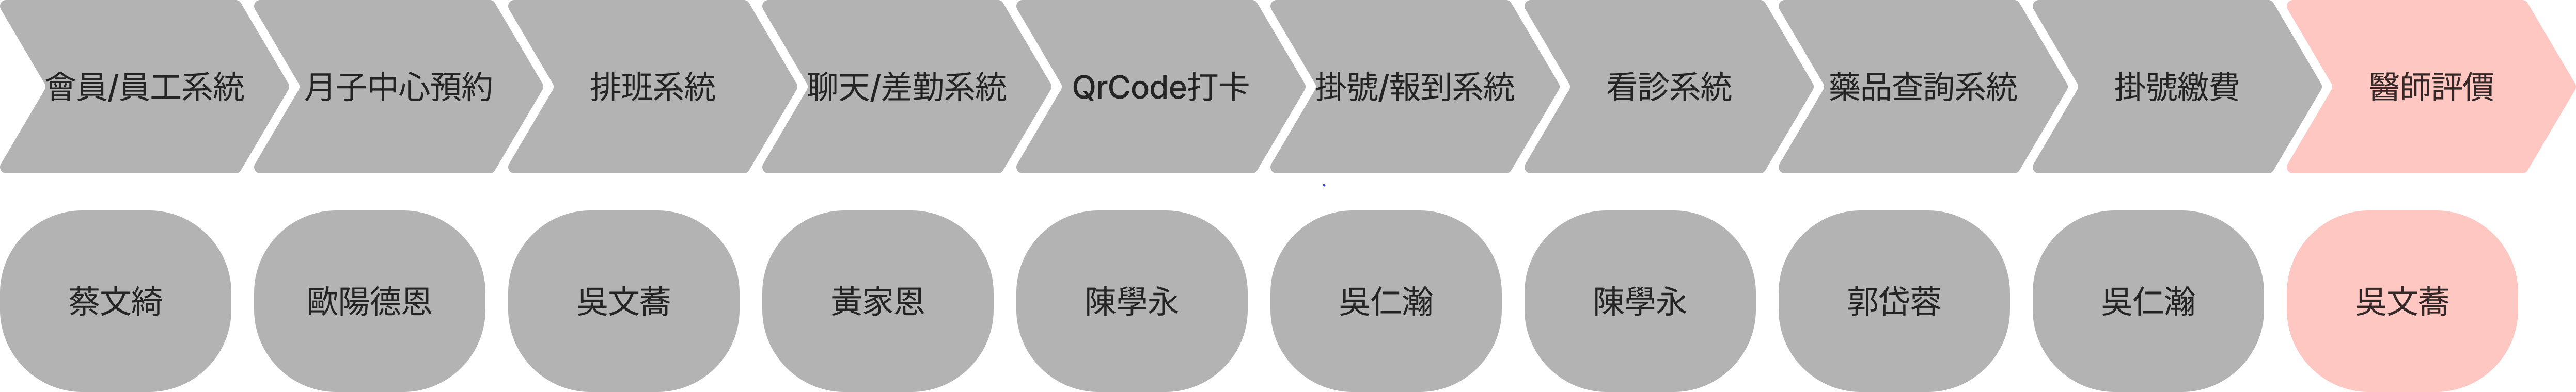 會員/員工系統
月子中心預約
排班系統
聊天/差勤系統
QrCode打卡
掛號/報到系統
看診系統
藥品查詢系統
掛號繳費
醫師評價
蔡文綺
歐陽德恩
吳文蕎
黃家恩
陳學永
吳仁瀚
陳學永
郭岱蓉
吳仁瀚
吳文蕎